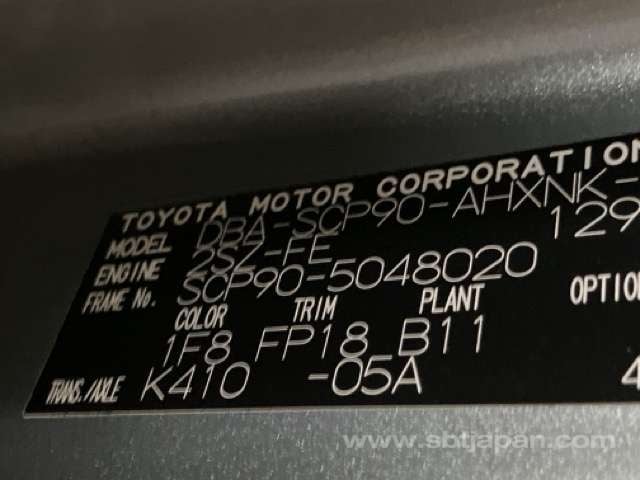 TOYOTA MOTOR CORPORATION
MODEL DBA-SCP90-AHXNK-
ENGINE 2SZ-FE 129
FRAME No. SCP90-5048020
COLOR TRIM PLANT OPTION
1F8 FP18 B11
TRANS./AXLE K410 -05A 4
www.sbtjapan.com